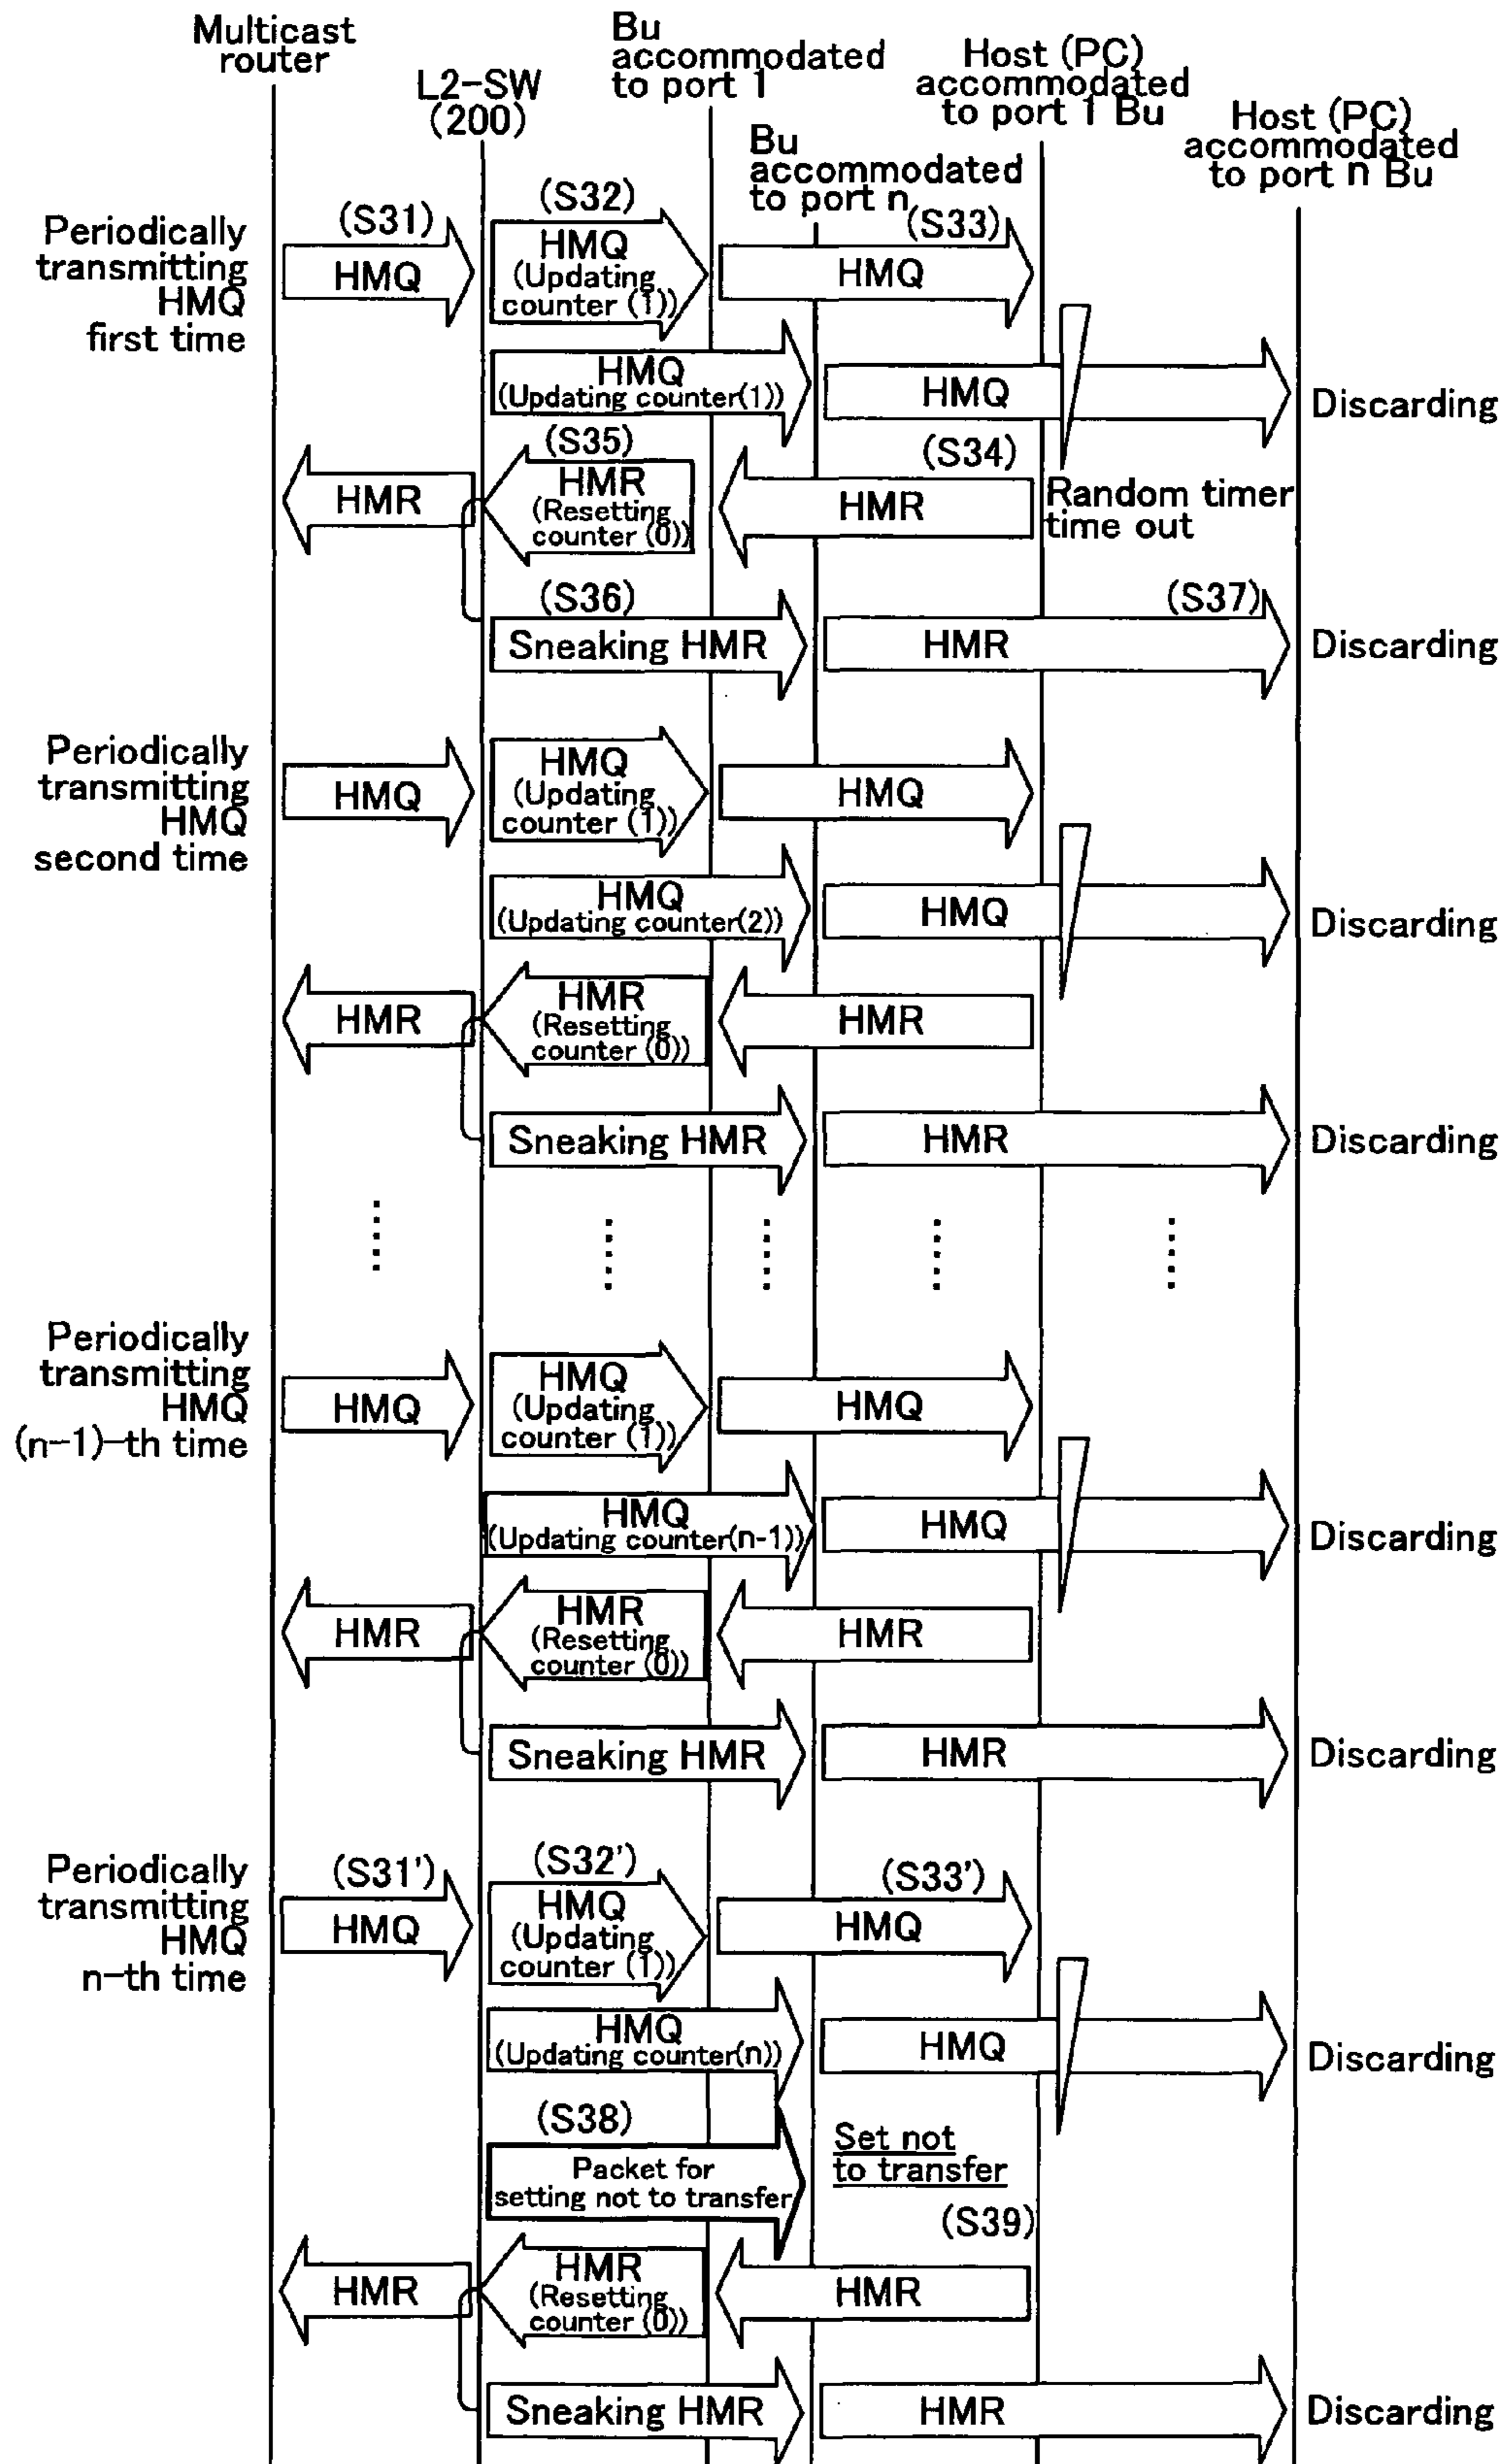 Multicast
router
L2-SW
(200)
Bu
accommodated
to port 1
Bu
accommodated
to port n
Host (PC)
accommodated
to port 1 Bu
Host (PC)
accommodated
to port n Bu
Periodically
transmitting
HMQ
first time
(S31)
HMQ
(S32)
HMQ
(Updating
counter (1))
(S33)
HMQ
HMQ
(Updating counter(1))
HMQ
Discarding
HMR
(S35)
HMR
(Resetting
counter (0))
(S34)
HMR
Random timer
time out
(S36)
Sneaking HMR
HMR
(S37)
Discarding
Periodically
transmitting
HMQ
second time
HMQ
HMQ
(Updating
counter (1))
HMQ
HMQ
(Updating counter(2))
HMQ
Discarding
HMR
HMR
(Resetting
counter (0))
HMR
Sneaking HMR
HMR
Discarding
Periodically
transmitting
HMQ
(n-1)-th time
HMQ
HMQ
(Updating
counter (1))
HMQ
HMQ
(Updating counter(n-1))
HMQ
Discarding
HMR
HMR
(Resetting
counter (0))
HMR
Sneaking HMR
HMR
Discarding
Periodically
transmitting
HMQ
n-th time
(S31')
HMQ
(S32')
HMQ
(Updating
counter (1))
(S33')
HMQ
HMQ
(Updating counter(n))
HMQ
Discarding
(S38)
Packet for
setting not to transfer
Set not
to transfer
(S39)
HMR
HMR
(Resetting
counter (0))
HMR
Sneaking HMR
HMR
Discarding